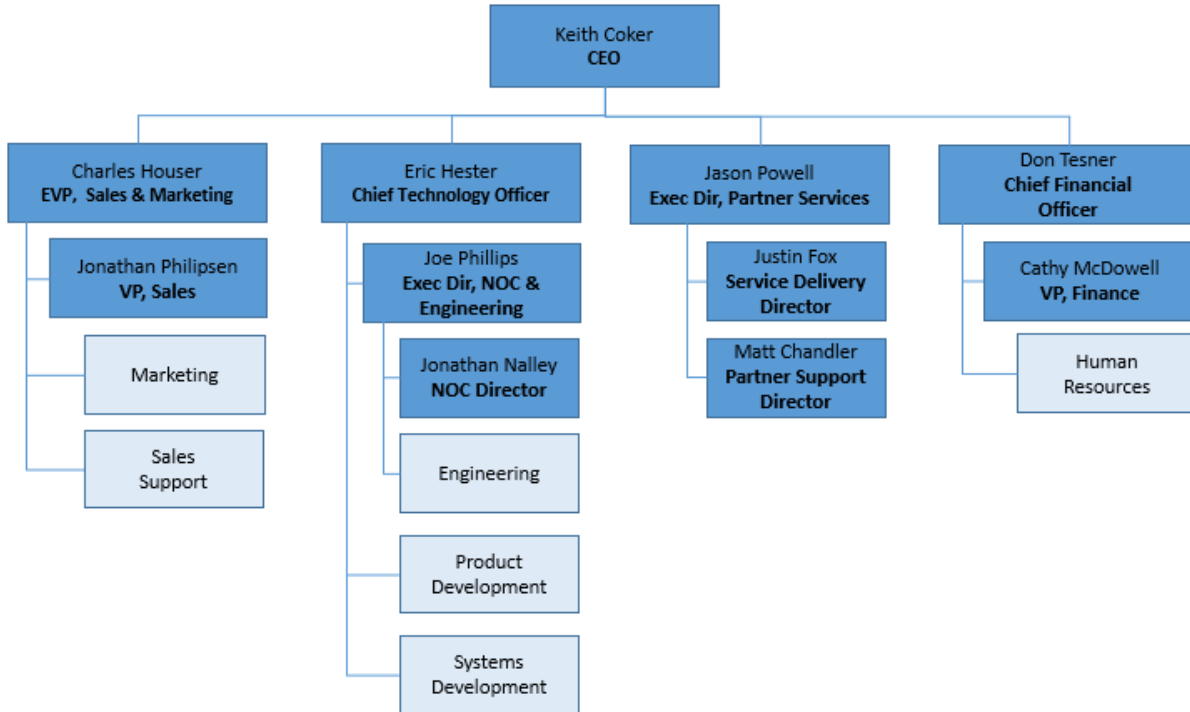 Keith Coker
CEO
Charles Houser
EVP, Sales & Marketing
Jonathan Philipsen
VP, Sales
Marketing
Sales
Support
Eric Hester
Chief Technology Officer
Joe Phillips
Exec Dir, NOC &
Engineering
Jonathan Nalley
NOC Director
Engineering
Product
Development
Systems
Development
Jason Powell
Exec Dir, Partner Services
Justin Fox
Service Delivery
Director
Matt Chandler
Partner Support
Director
Don Tesner
Chief Financial
Officer
Cathy McDowell
VP, Finance
Human
Resources